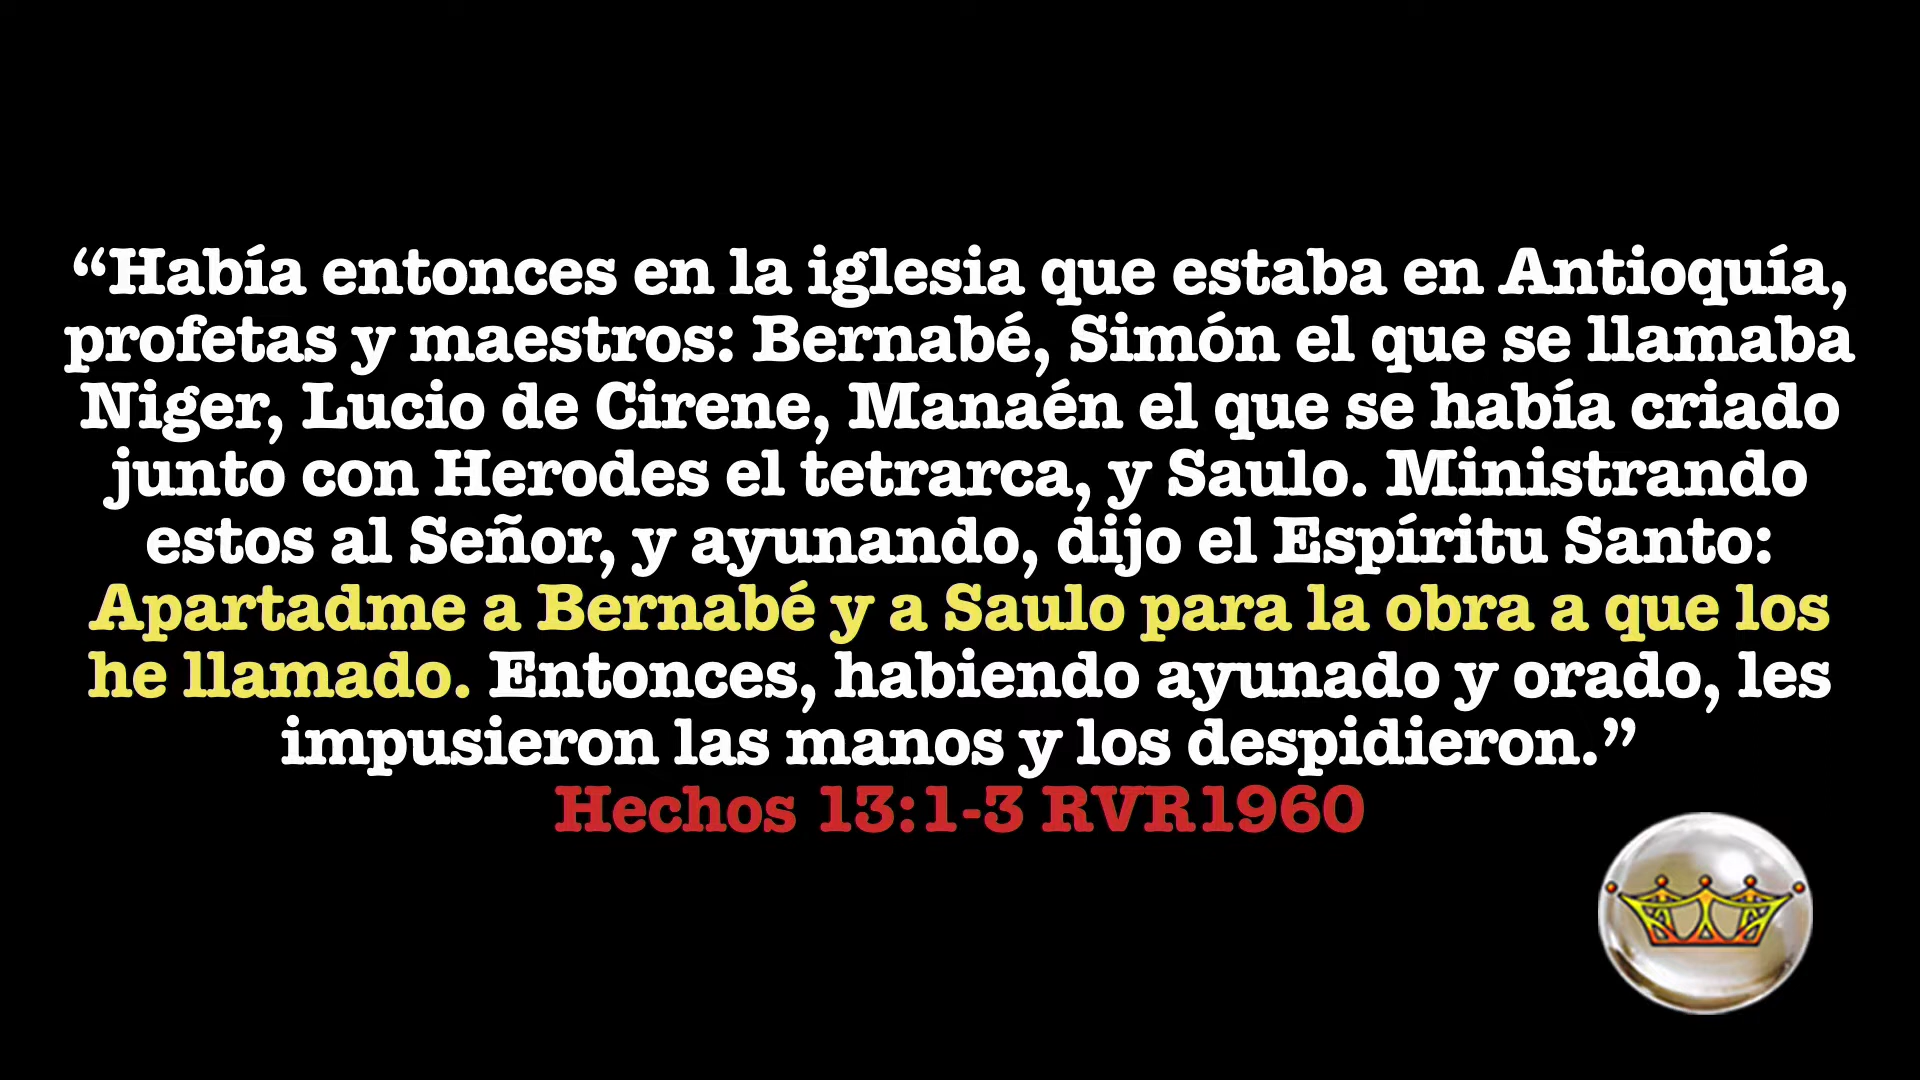 “Había entonces en la iglesia que estaba en Antioquía,
profetas y maestros: Bernabé, Simón el que se llamaba
Niger, Lucio de Cirene, Manaén el que se había criado
junto con Herodes el tetrarca, y Saulo. Ministrando
estos al Señor, y ayunando, dijo el Espíritu Santo:
Apartadme a Bernabé y a Saulo para la obra a que los
he llamado. Entonces, habiendo ayunado y orado, les
impusieron las manos y los despidieron.”
Hechos 13:1-3 RVR1960